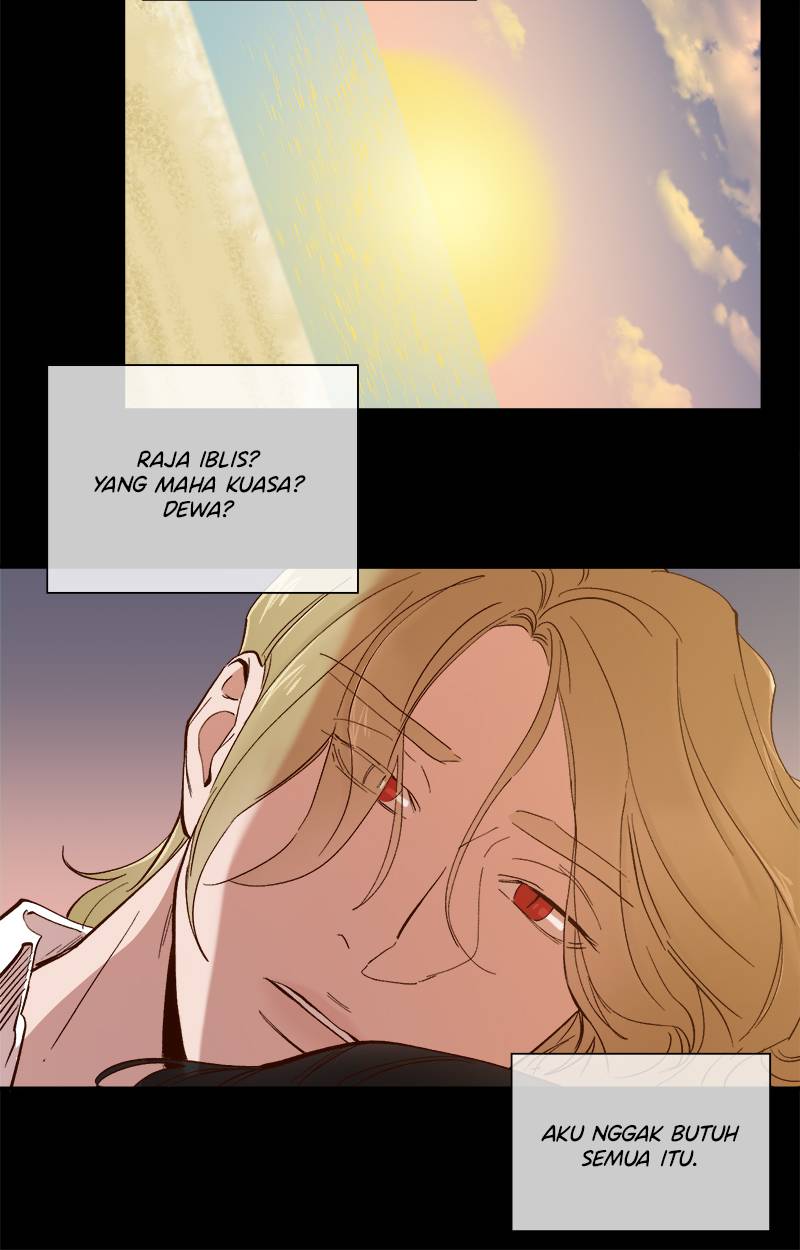 RAJA IBLIS?
YANG MAHA KUASA?
DEWA?
AKU NGGAK BUTUH
SEMUA ITU.